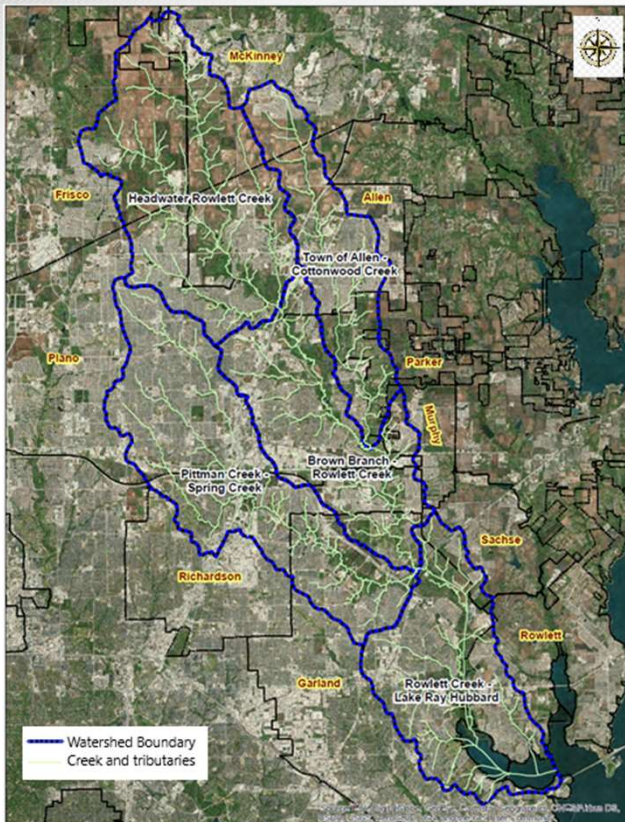 McKinney
Frisco
Headwater Rowlett Creek
Allen
Town of Allen -
Cottonwood Creek
Plano
Parker
Murphy
Brown Branch -
Rowlett Creek
Pittman Creek -
Spring Creek
Sachse
Richardson
Rowlett
Garland
Rowlett Creek -
Lake Ray Hubbard
Watershed Boundary
Creek and tributaries